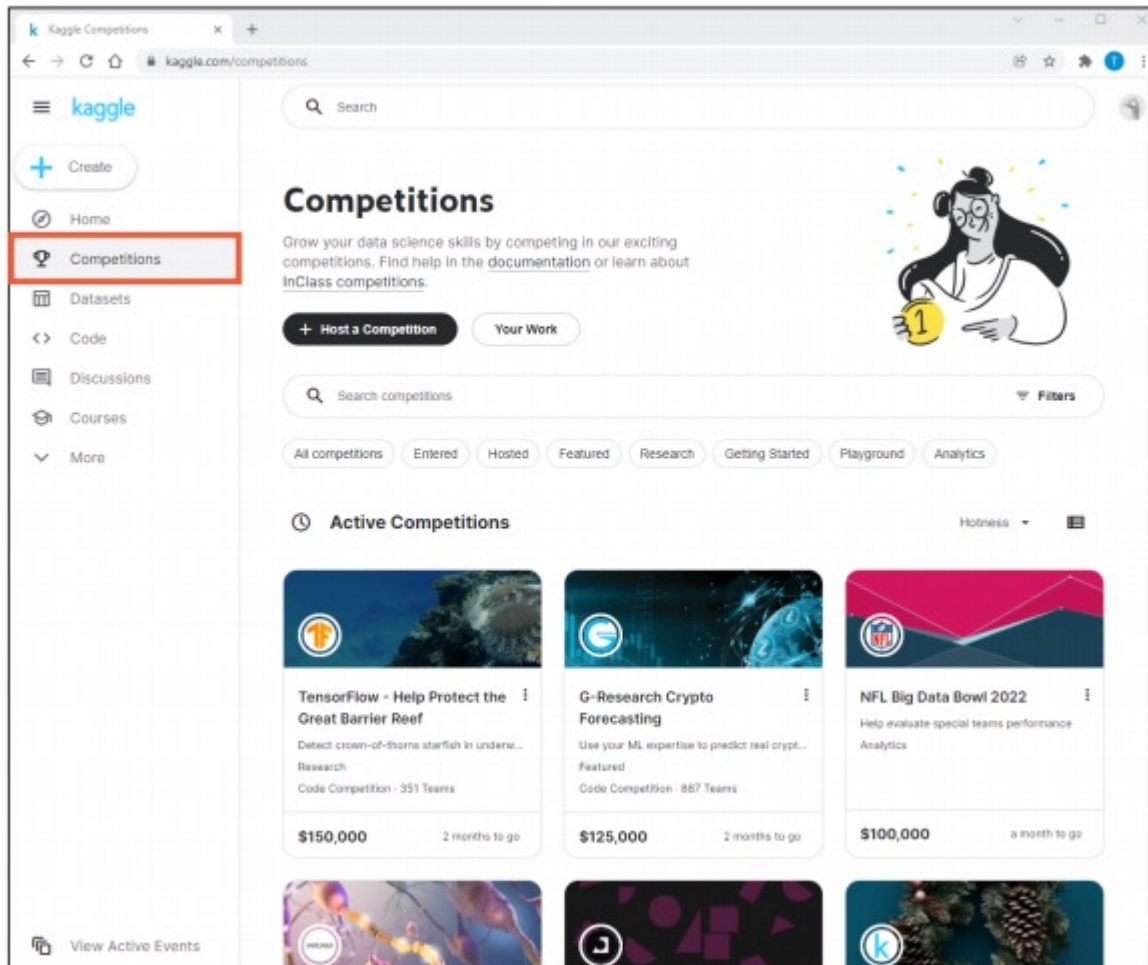 k Kaggle Competitions
kaggle.com/competitions
T
kaggle
Search
Create
Home
Competitions
Datasets
Code
Discussions
Courses
More
View Active Events
Competitions
Grow your data science skills by competing in our exciting
competitions. Find help in the documentation or learn about
InClass competitions.
+ Host a Competition
Your Work
1
Search competitions
Filters
All competitions Entered Hosted Featured Research Getting Started Playground Analytics
Active Competitions
Hotness
TensorFlow - Help Protect the
Great Barrier Reef
Detect crown-of-thorns starfish in underw...
Research
Code Competition · 351 Teams
$150,000 2 months to go
G
G-Research Crypto
Forecasting
Use your ML expertise to predict real crypt...
Featured
Code Competition · 887 Teams
$125,000 2 months to go
NFL
NFL Big Data Bowl 2022
Help evaluate special teams performance
Analytics
$100,000 a month to go
k